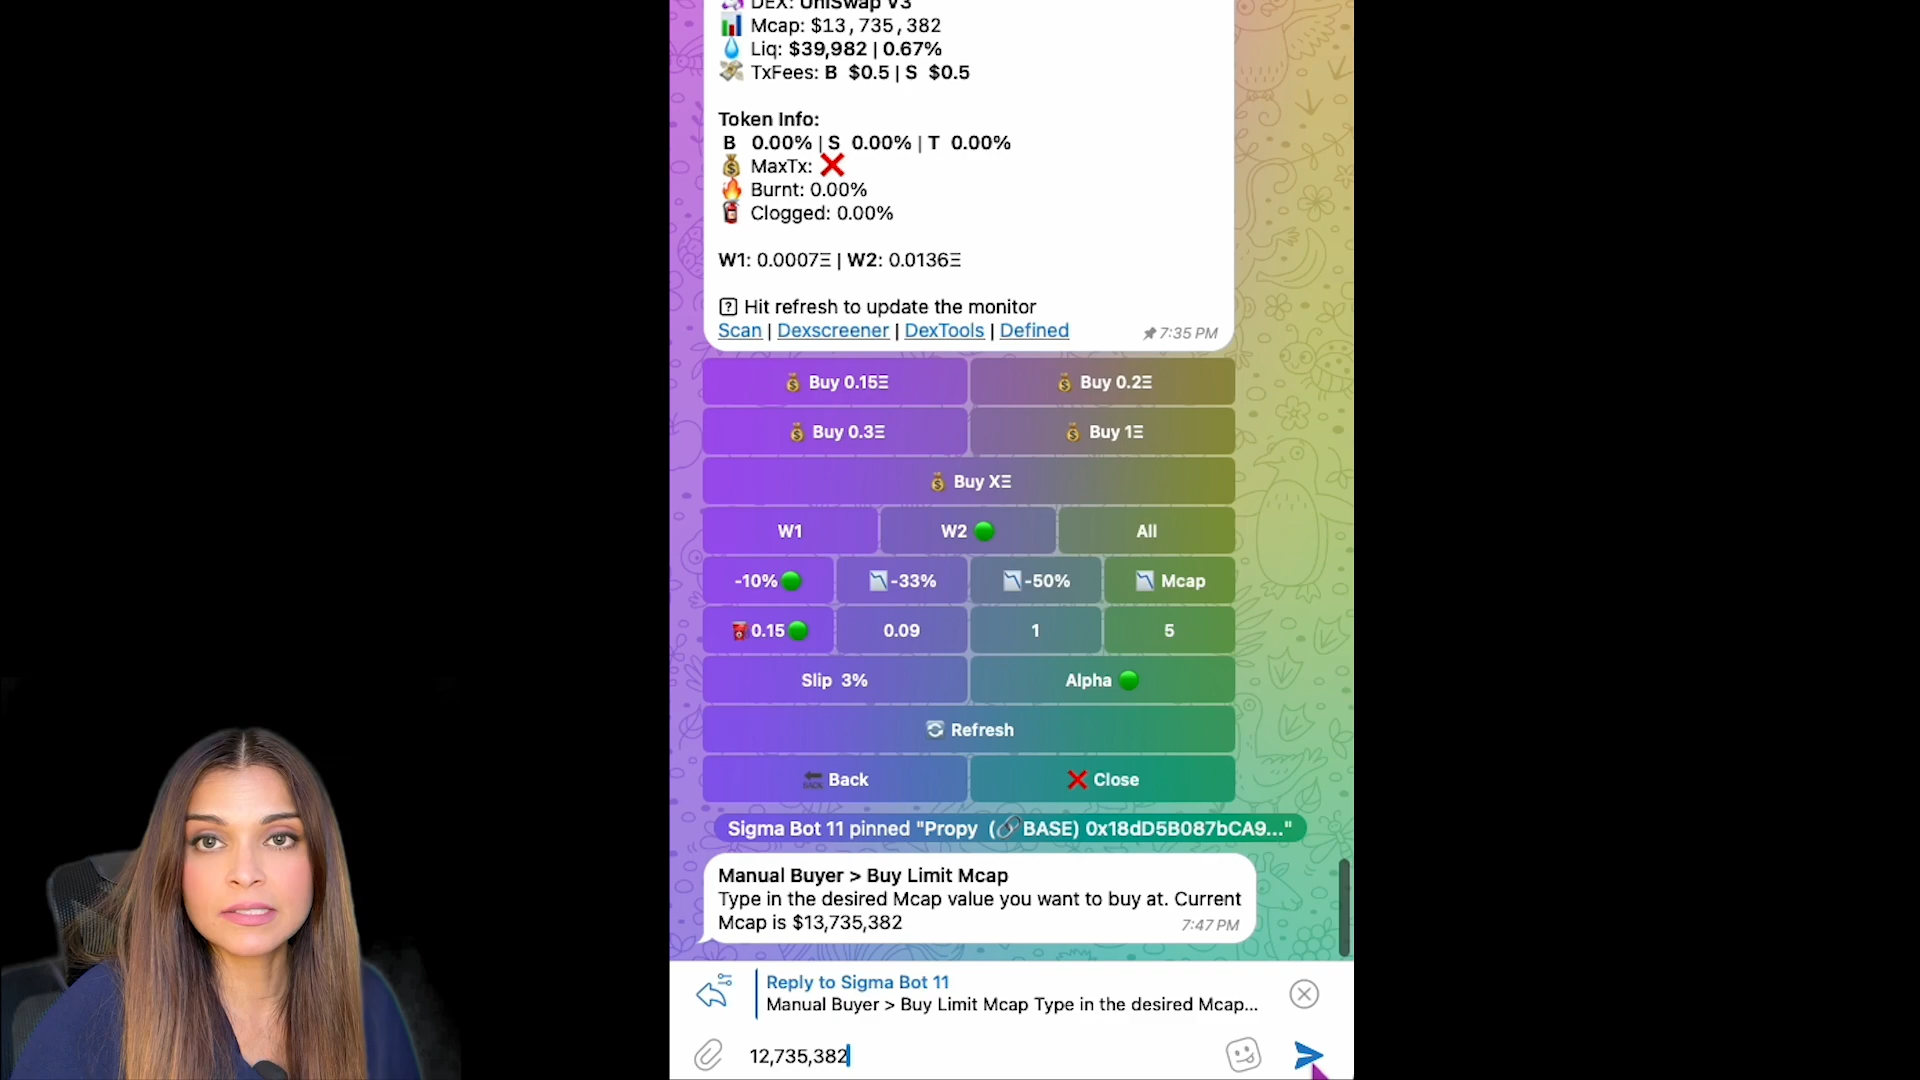 DEX: UniSwap V3
Mcap: $13,735,382
Liq: $39,982 | 0.67%
TxFees: B $0.5 | S $0.5
Token Info:
B 0.00% | S 0.00% | T 0.00%
MaxTx: ❌
Burnt: 0.00%
Clogged: 0.00%
W1: 0.0007Ξ | W2: 0.0136Ξ
Hit refresh to update the monitor
Scan | Dexscreener | DexTools | Defined
7:35 PM
Buy 0.15Ξ
Buy 0.2Ξ
Buy 0.3Ξ
Buy 1Ξ
Buy XΞ
W1
W2
All
-10%
-33%
-50%
Mcap
0.15
0.09
1
5
Slip 3%
Alpha
Refresh
Back
Close
Sigma Bot 11 pinned "Propy (🔗BASE) 0x18dD5B087bCA9..."
Manual Buyer > Buy Limit Mcap
Type in the desired Mcap value you want to buy at. Current
Mcap is $13,735,382
7:47 PM
Reply to Sigma Bot 11
Manual Buyer > Buy Limit Mcap Type in the desired Mcap...
12,735,382